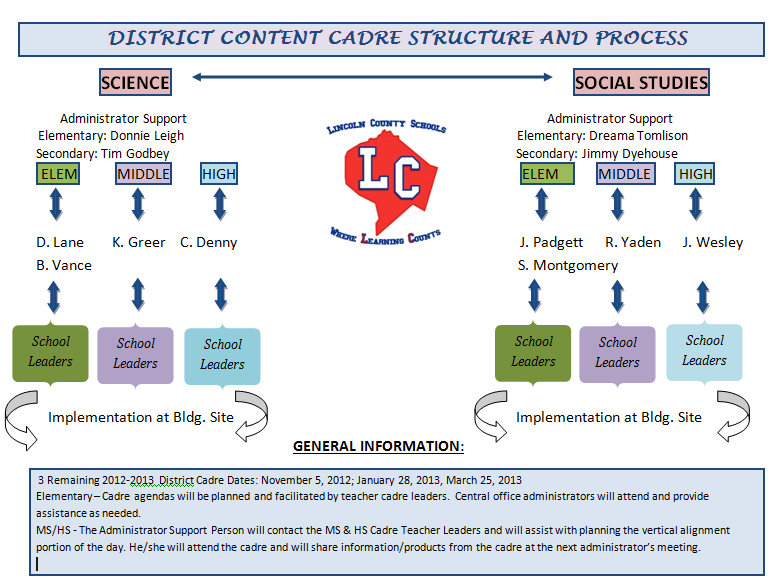 DISTRICT CONTENT CADRE STRUCTURE AND PROCESS
SCIENCE
Administrator Support
Elementary: Donnie Leigh
Secondary: Tim Godbey
ELEM MIDDLE HIGH
D. Lane K. Greer C. Denny
B. Vance
School Leaders
School Leaders
School Leaders
Implementation at Bldg. Site
LINCOLN COUNTY SCHOOLS
LC
WHERE LEARNING COUNTS
SOCIAL STUDIES
Administrator Support
Elementary: Dreama Tomlison
Secondary: Jimmy Dyehouse
ELEM MIDDLE HIGH
J. Padgett R. Yaden J. Wesley
S. Montgomery
School Leaders
School Leaders
School Leaders
Implementation at Bldg. Site
GENERAL INFORMATION:
3 Remaining 2012-2013 District Cadre Dates: November 5, 2012; January 28, 2013, March 25, 2013
Elementary – Cadre agendas will be planned and facilitated by teacher cadre leaders. Central office administrators will attend and provide
assistance as needed.
MS/HS - The Administrator Support Person will contact the MS & HS Cadre Teacher Leaders and will assist with planning the vertical alignment
portion of the day. He/she will attend the cadre and will share information/products from the cadre at the next administrator's meeting.